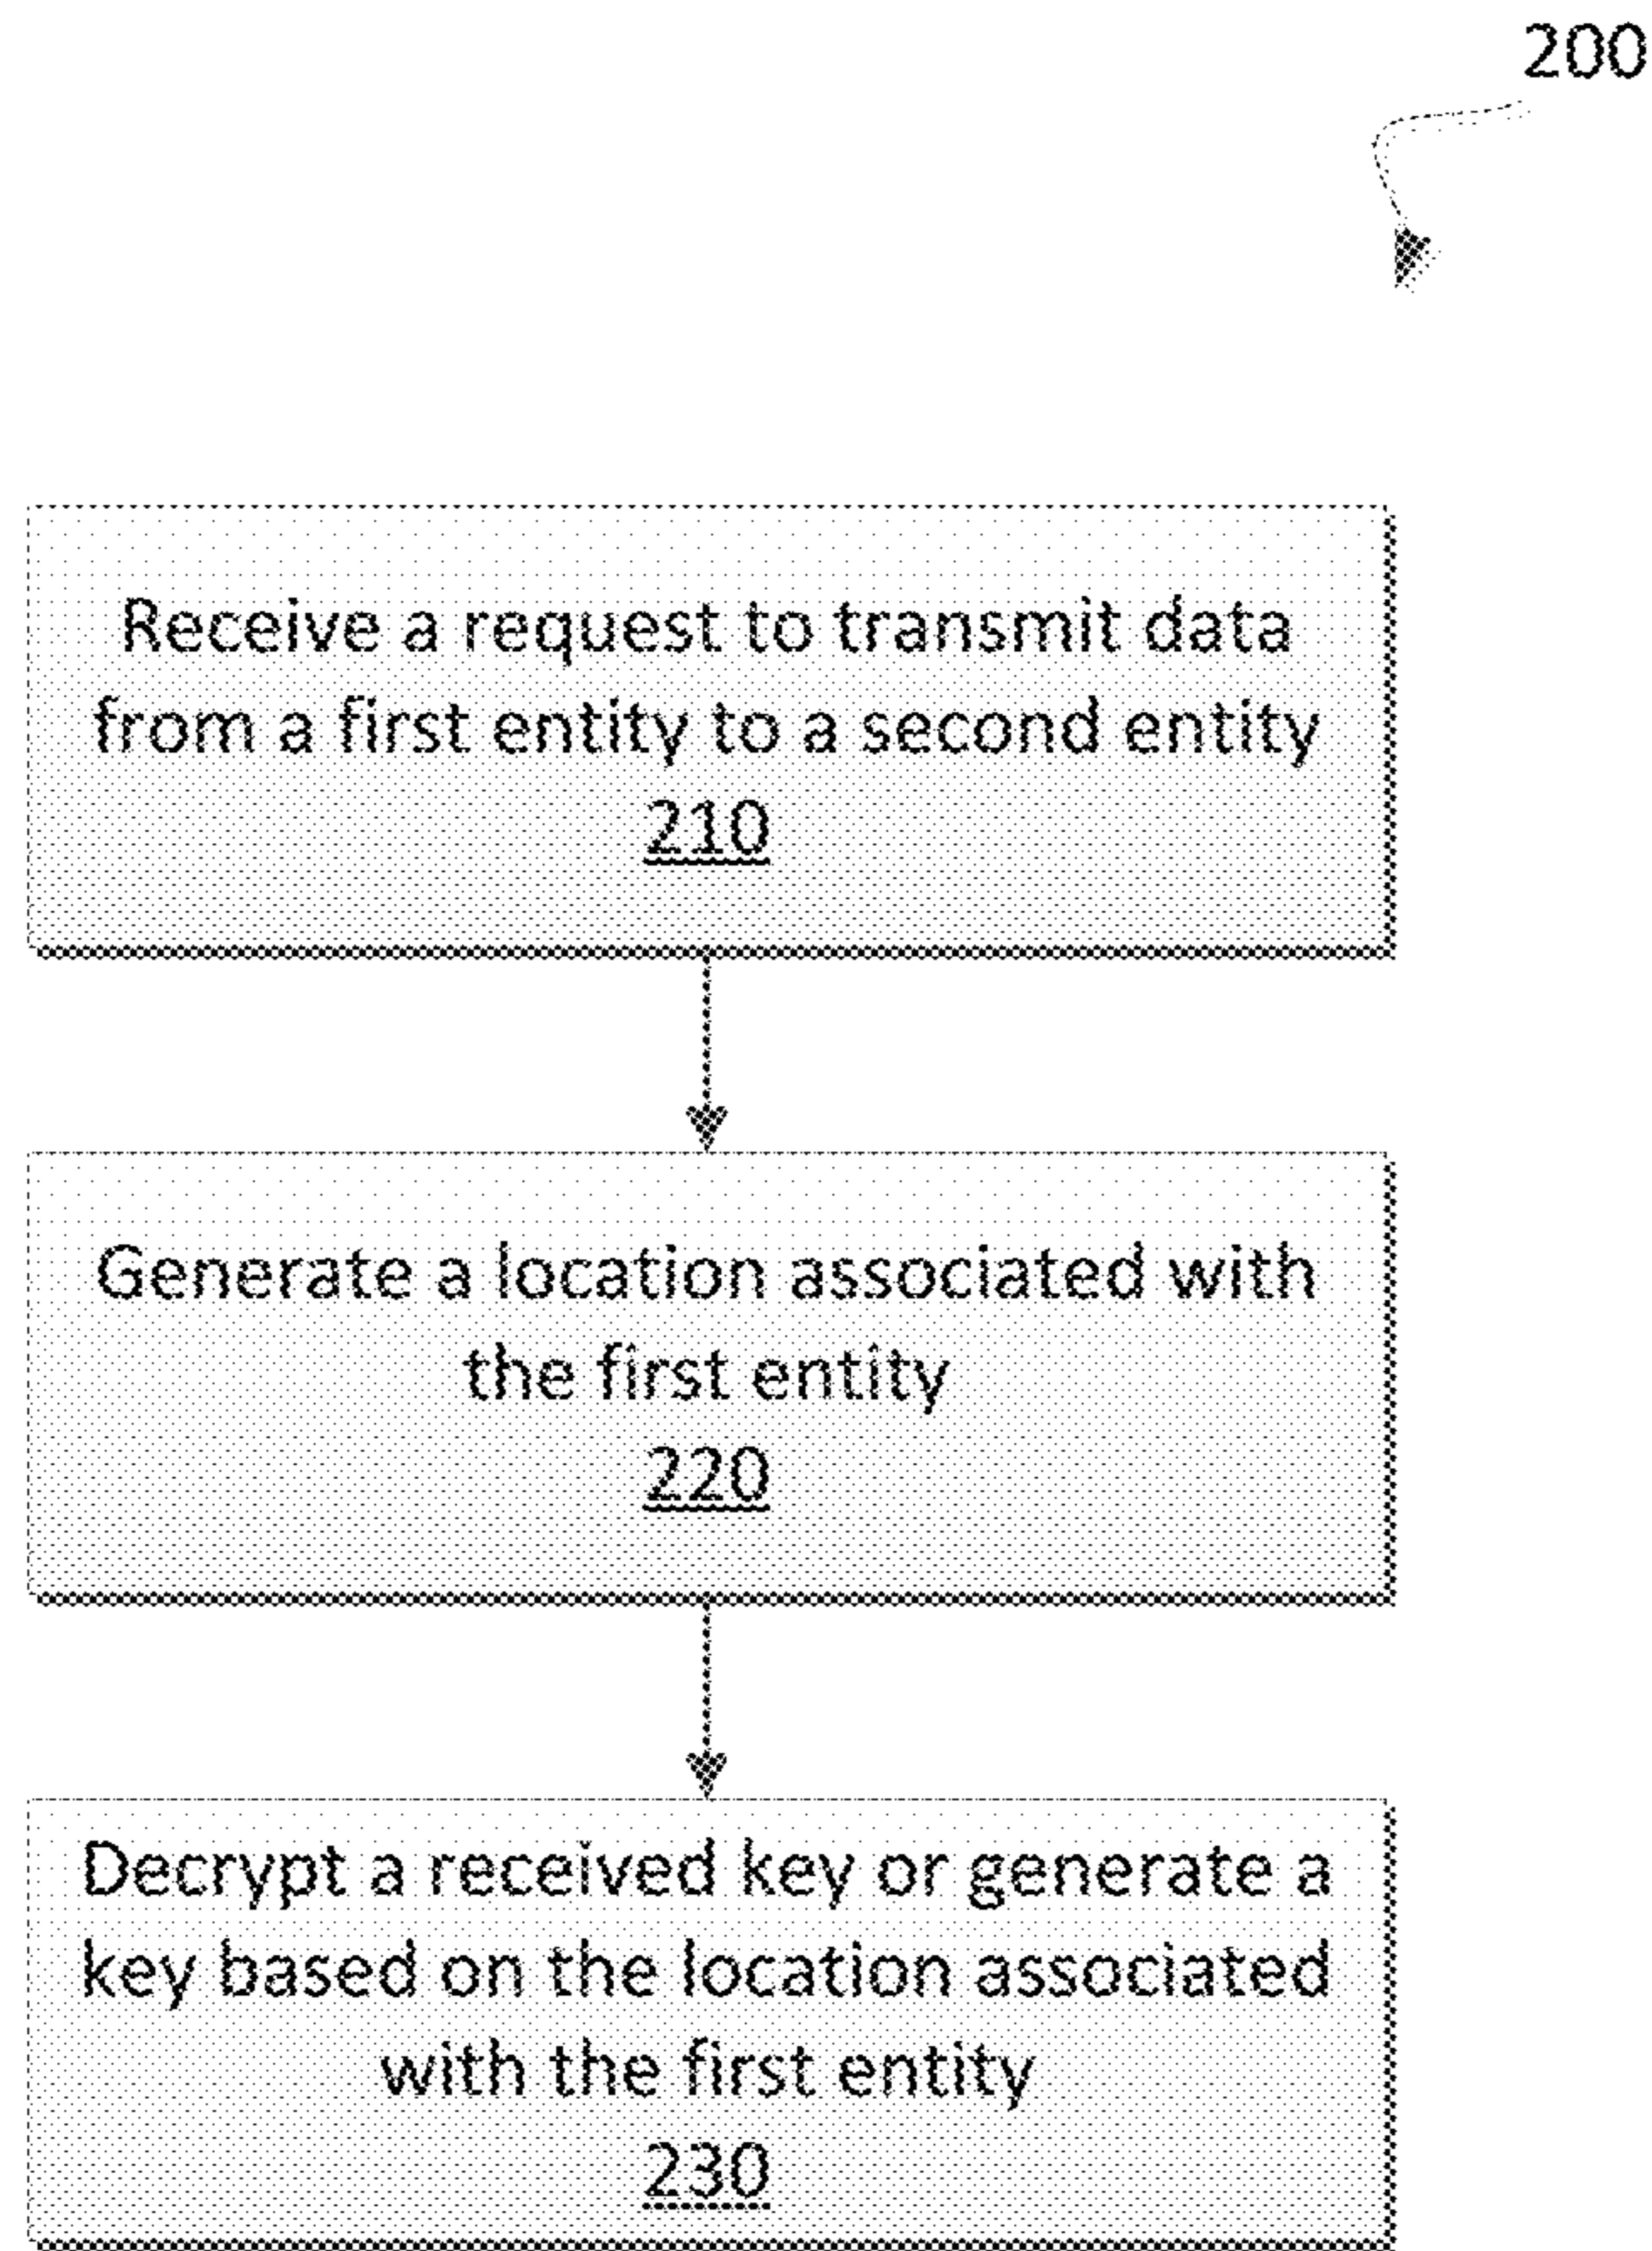 200
Receive a request to transmit data
from a first entity to a second entity
210
Generate a location associated with
the first entity
220
Decrypt a received key or generate a
key based on the location associated
with the first entity
230